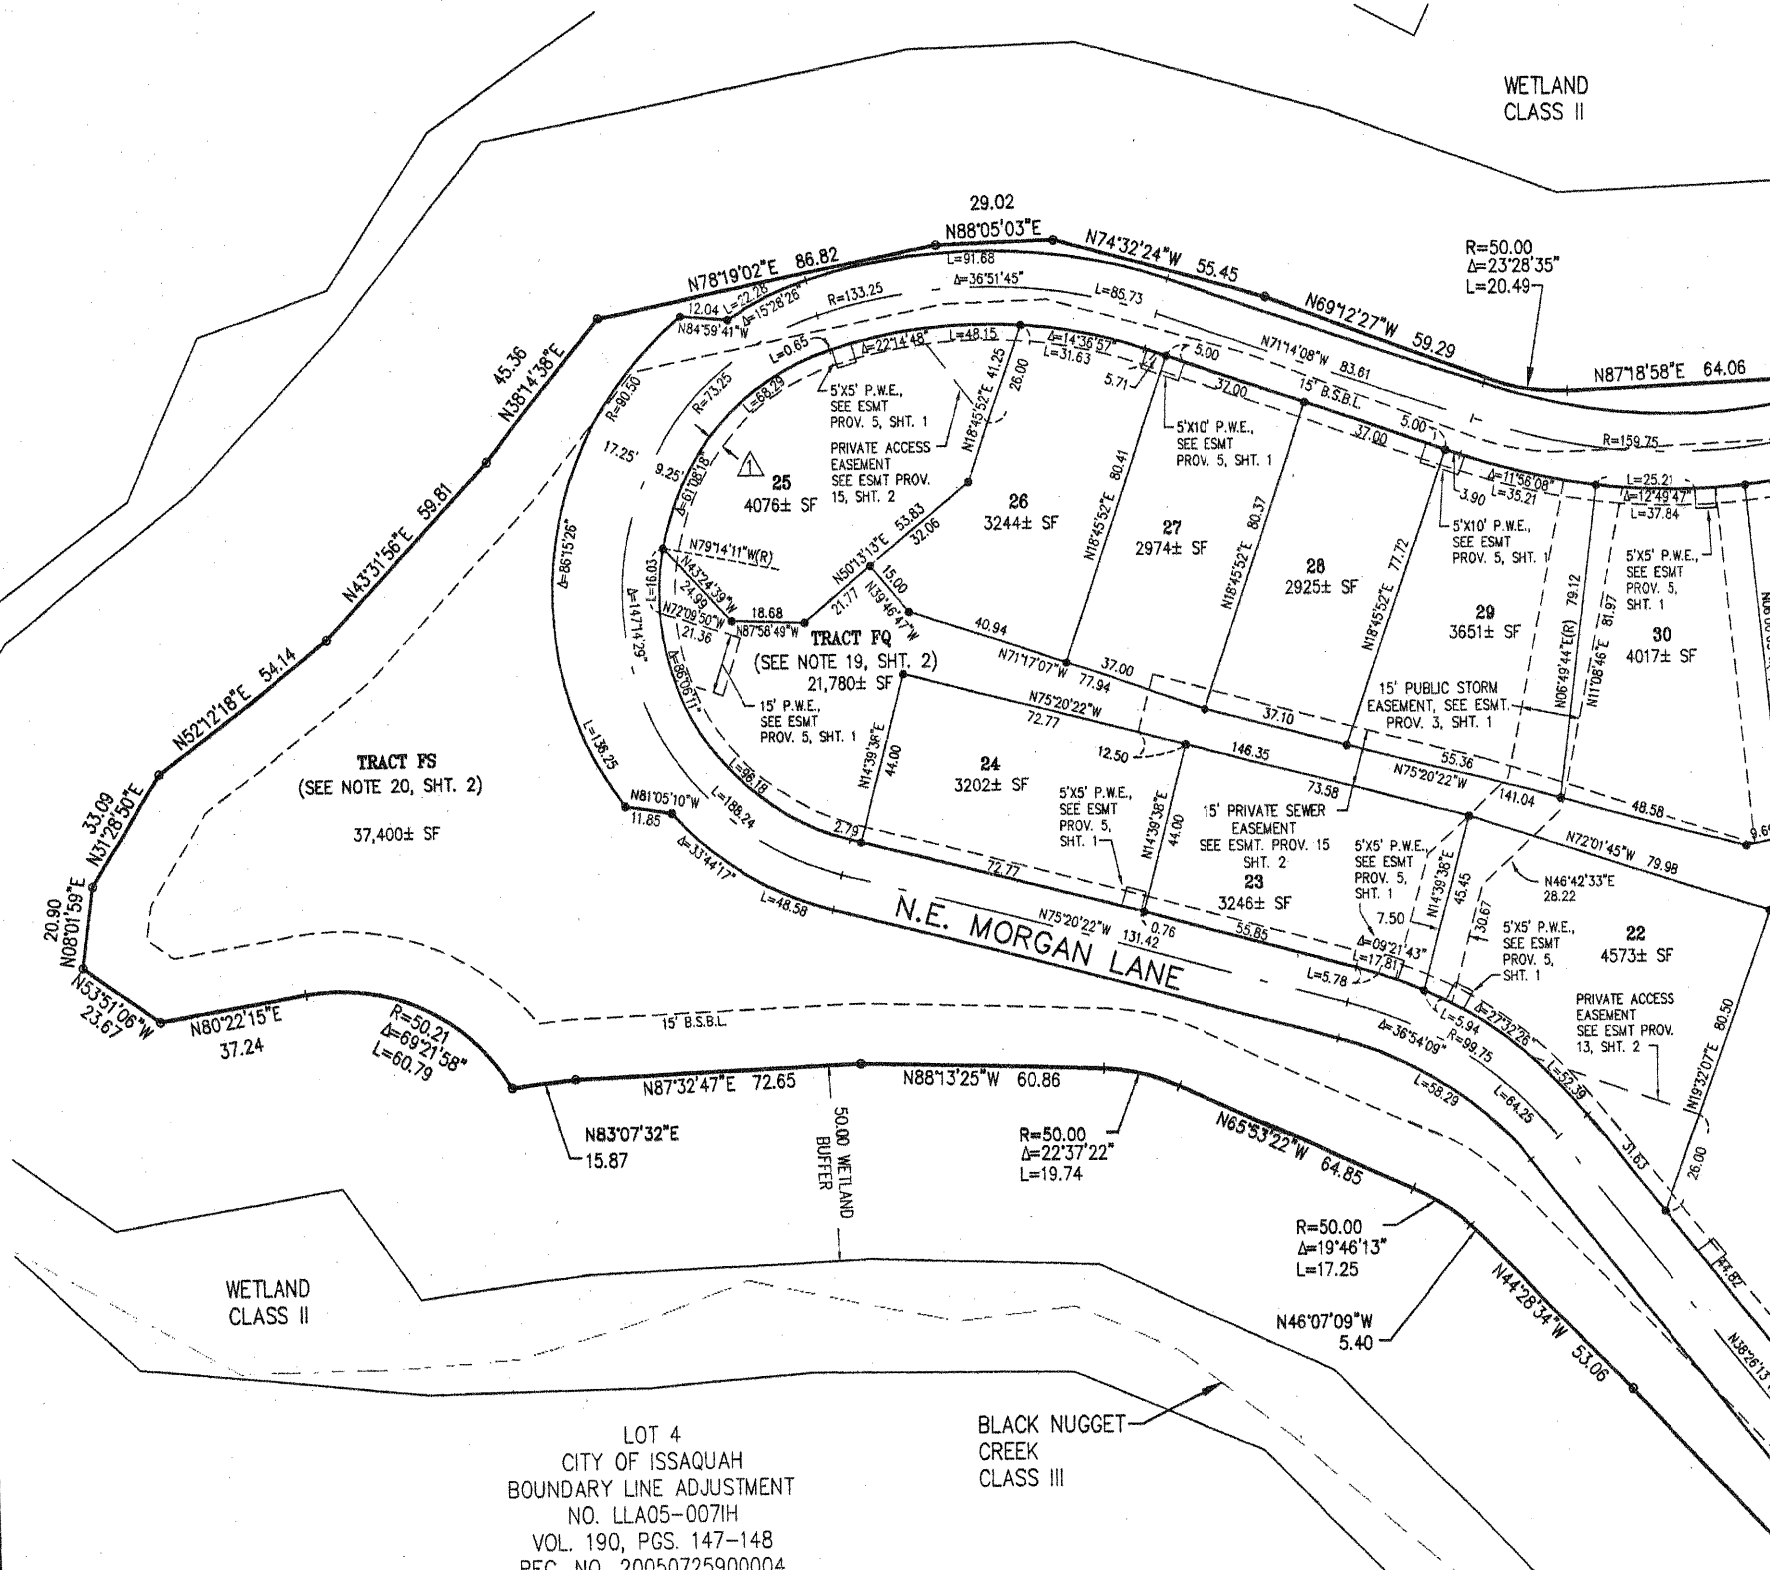 WETLAND
CLASS II
29.02
N88°05'03"E
N74°32'24"W 55.45
N78°19'02"E 86.82
L=91.68
Δ=36°51'45"
R=133.25
L=85.73
R=50.00
Δ=23°28'35"
L=20.49
N69°12'27"W 59.29
N87°18'58"E 64.06
12.04
L=22.28
Δ=15°28'26"
N84°59'41"W
N71°14'08"W 83.61
45.36
N38°14'38"E
R=90.50
L=0.65
Δ=22°14'48"
L=48.15
Δ=14°36'57"
L=31.63
5.00
5.71
37.00
15' B.S.B.L.
5.00
37.00
R=159.75
R=73.25
L=68.29
5'X5' P.W.E.,
SEE ESMT
PROV. 5, SHT. 1
PRIVATE ACCESS
EASEMENT
SEE ESMT PROV.
15, SHT. 2
N18°45'52"E 41.25
26.00
5'X10' P.W.E.,
SEE ESMT
PROV. 5, SHT. 1
17.25'
9.25'
1
Δ=61°08'18"
25
4076± SF
26
3244± SF
N18°45'52"E 80.41
27
2974± SF
N18°45'52"E 80.37
28
2925± SF
N18°45'52"E 77.72
3.90
Δ=11°56'08"
L=35.21
5'X10' P.W.E.,
SEE ESMT
PROV. 5, SHT. 1
29
3651± SF
N06°49'44"E(R) 79.12
N11°08'46"E 81.97
L=25.21
Δ=12°49'47"
L=37.84
5'X5' P.W.E.,
SEE ESMT
PROV. 5,
SHT. 1
30
4017± SF
N43°31'56"E 59.81
Δ=86°15'26"
N79°14'11"W(R)
N43°24'39"W
24.99
L=16.03
N72°09'50"W
21.36
18.68
N87°58'49"W
N50°13'13"E 53.83
32.06
21.77
15.00
N39°46'47"W
Δ=147°14'29"
Δ=86°06'11"
TRACT FQ
(SEE NOTE 19, SHT. 2)
21,780± SF
15' P.W.E.,
SEE ESMT
PROV. 5, SHT. 1
40.94
N71°17'07"W 77.94
37.00
37.10
15' PUBLIC STORM
EASEMENT, SEE ESMT.
PROV. 3, SHT. 1
N52°12'18"E 54.14
TRACT FS
(SEE NOTE 20, SHT. 2)
37,400± SF
L=136.25
N81°05'10"W
11.85
L=96.18
L=188.24
N14°39'38"E
44.00
N75°20'22"W
72.77
12.50
146.35
73.58
55.36
N75°20'22"W
141.04
48.58
24
3202± SF
5'X5' P.W.E.,
SEE ESMT
PROV. 5,
SHT. 1
N14°39'38"E
44.00
15' PRIVATE SEWER
EASEMENT
SEE ESMT. PROV. 15
SHT. 2
23
3246± SF
5'X5' P.W.E.,
SEE ESMT
PROV. 5,
SHT. 1
7.50
N14°39'38"E
45.45
N72°01'45"W 79.98
N46°42'33"E
28.22
30.67
5'X5' P.W.E.,
SEE ESMT
PROV. 5,
SHT. 1
22
4573± SF
PRIVATE ACCESS
EASEMENT
SEE ESMT PROV.
13, SHT. 2
33.09
N31°28'50"E
20.90
N08°01'59"E
N53°51'06"W
23.67
N80°22'15"E
37.24
R=50.21
Δ=69°21'58"
L=60.79
2.79
Δ=33°44'17"
L=48.58
72.77
N.E. MORGAN LANE
N75°20'22"W 131.42
0.76
55.85
Δ=09°21'43"
L=17.81
L=5.78
L=5.94
Δ=27°32'26"
R=99.75
Δ=36°54'09"
L=52.39
L=58.29
L=64.25
31.63
N19°32'07"E 80.50
26.00
44.82
15' B.S.B.L.
N87°32'47"E 72.65
N88°13'25"W 60.86
N83°07'32"E
15.87
50.00 WETLAND
BUFFER
R=50.00
Δ=22°37'22"
L=19.74
N65°53'22"W 64.85
R=50.00
Δ=19°46'13"
L=17.25
N46°07'09"W
5.40
N44°28'34"W 53.06
WETLAND
CLASS II
BLACK NUGGET
CREEK
CLASS III
LOT 4
CITY OF ISSAQUAH
BOUNDARY LINE ADJUSTMENT
NO. LLA05-007IH
VOL. 190, PGS. 147-148
REC. NO. 20050725900004